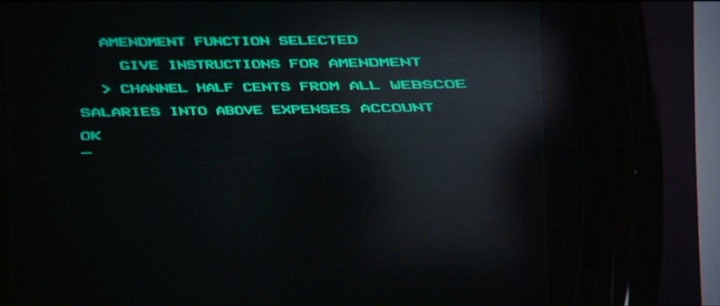 AMENDMENT FUNCTION SELECTED
GIVE INSTRUCTIONS FOR AMENDMENT
> CHANNEL HALF CENTS FROM ALL WEBSCOE
SALARIES INTO ABOVE EXPENSES ACCOUNT
OK